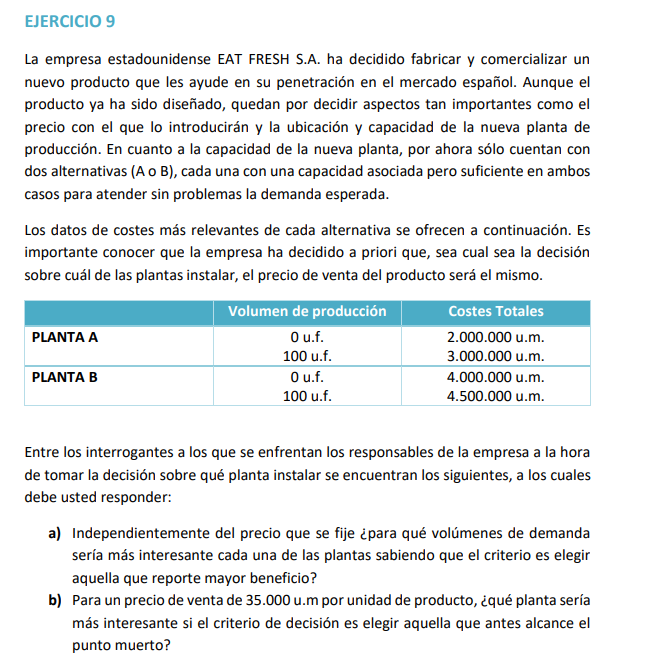 EJERCICIO 9
La empresa estadounidense EAT FRESH S.A. ha decidido fabricar y comercializar un
nuevo producto que les ayude en su penetración en el mercado español. Aunque el
producto ya ha sido diseñado, quedan por decidir aspectos tan importantes como el
precio con el que lo introducirán y la ubicación y capacidad de la nueva planta de
producción. En cuanto a la capacidad de la nueva planta, por ahora sólo cuentan con
dos alternativas (A o B), cada una con una capacidad asociada pero suficiente en ambos
casos para atender sin problemas la demanda esperada.
Los datos de costes más relevantes de cada alternativa se ofrecen a continuación. Es
importante conocer que la empresa ha decidido a priori que, sea cual sea la decisión
sobre cuál de las plantas instalar, el precio de venta del producto será el mismo.
Volumen de producción Costes Totales
PLANTA A 0 u.f. 2.000.000 u.m.
100 u.f. 3.000.000 u.m.
PLANTA B 0 u.f. 4.000.000 u.m.
100 u.f. 4.500.000 u.m.
Entre los interrogantes a los que se enfrentan los responsables de la empresa a la hora
de tomar la decisión sobre qué planta instalar se encuentran los siguientes, a los cuales
debe usted responder:
a) Independientemente del precio que se fije ¿para qué volúmenes de demanda
sería más interesante cada una de las plantas sabiendo que el criterio es elegir
aquella que reporte mayor beneficio?
b) Para un precio de venta de 35.000 u.m por unidad de producto, ¿qué planta sería
más interesante si el criterio de decisión es elegir aquella que antes alcance el
punto muerto?